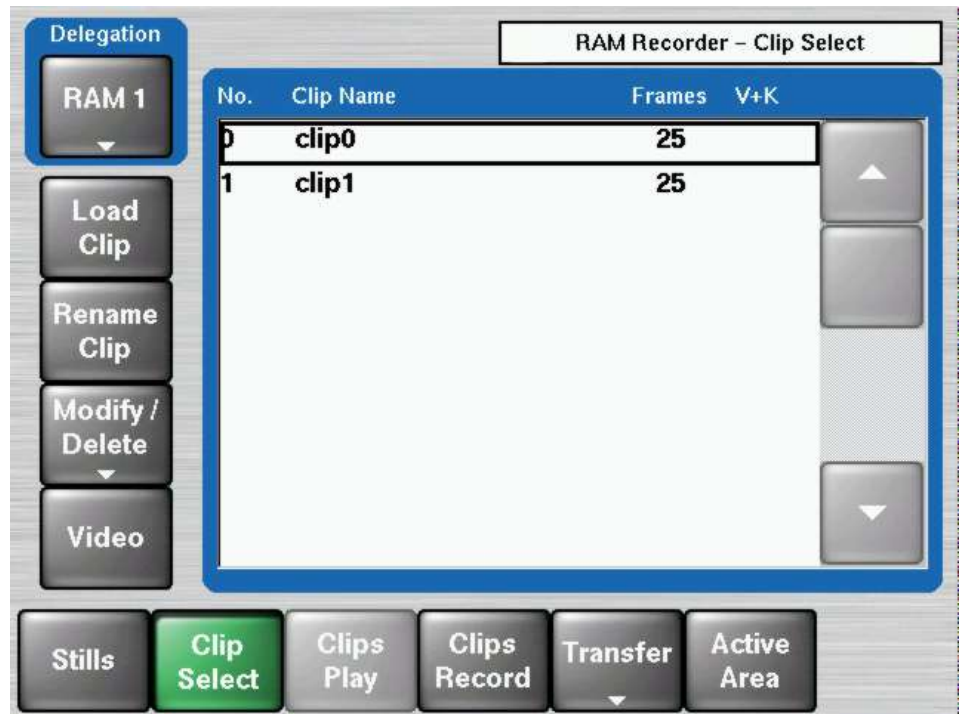 Delegation
RAM Recorder – Clip Select
RAM 1
No. Clip Name Frames V+K
0 clip0 25
1 clip1 25
Load
Clip
Rename
Clip
Modify /
Delete
Video
Stills
Clip
Select
Clips
Play
Clips
Record
Transfer
Active
Area